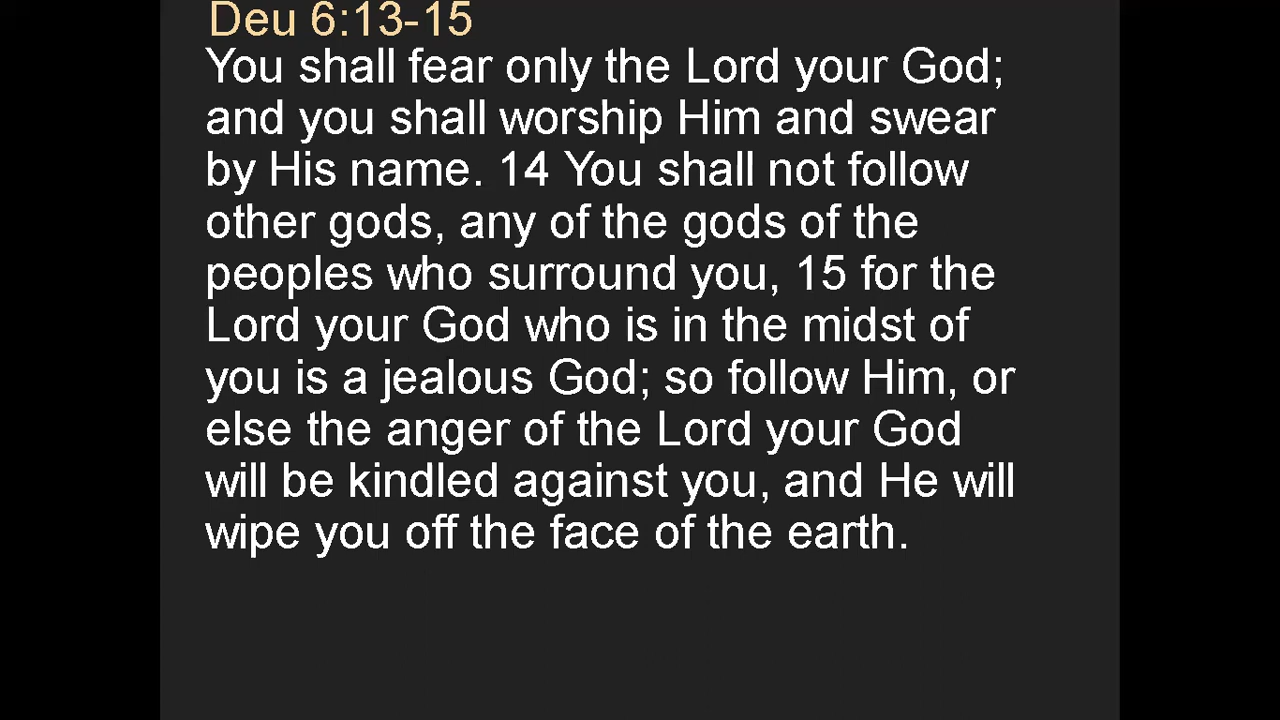 Deu 6:13-15
You shall fear only the Lord your God;
and you shall worship Him and swear
by His name. 14 You shall not follow
other gods, any of the gods of the
peoples who surround you, 15 for the
Lord your God who is in the midst of
you is a jealous God; so follow Him, or
else the anger of the Lord your God
will be kindled against you, and He will
wipe you off the face of the earth.